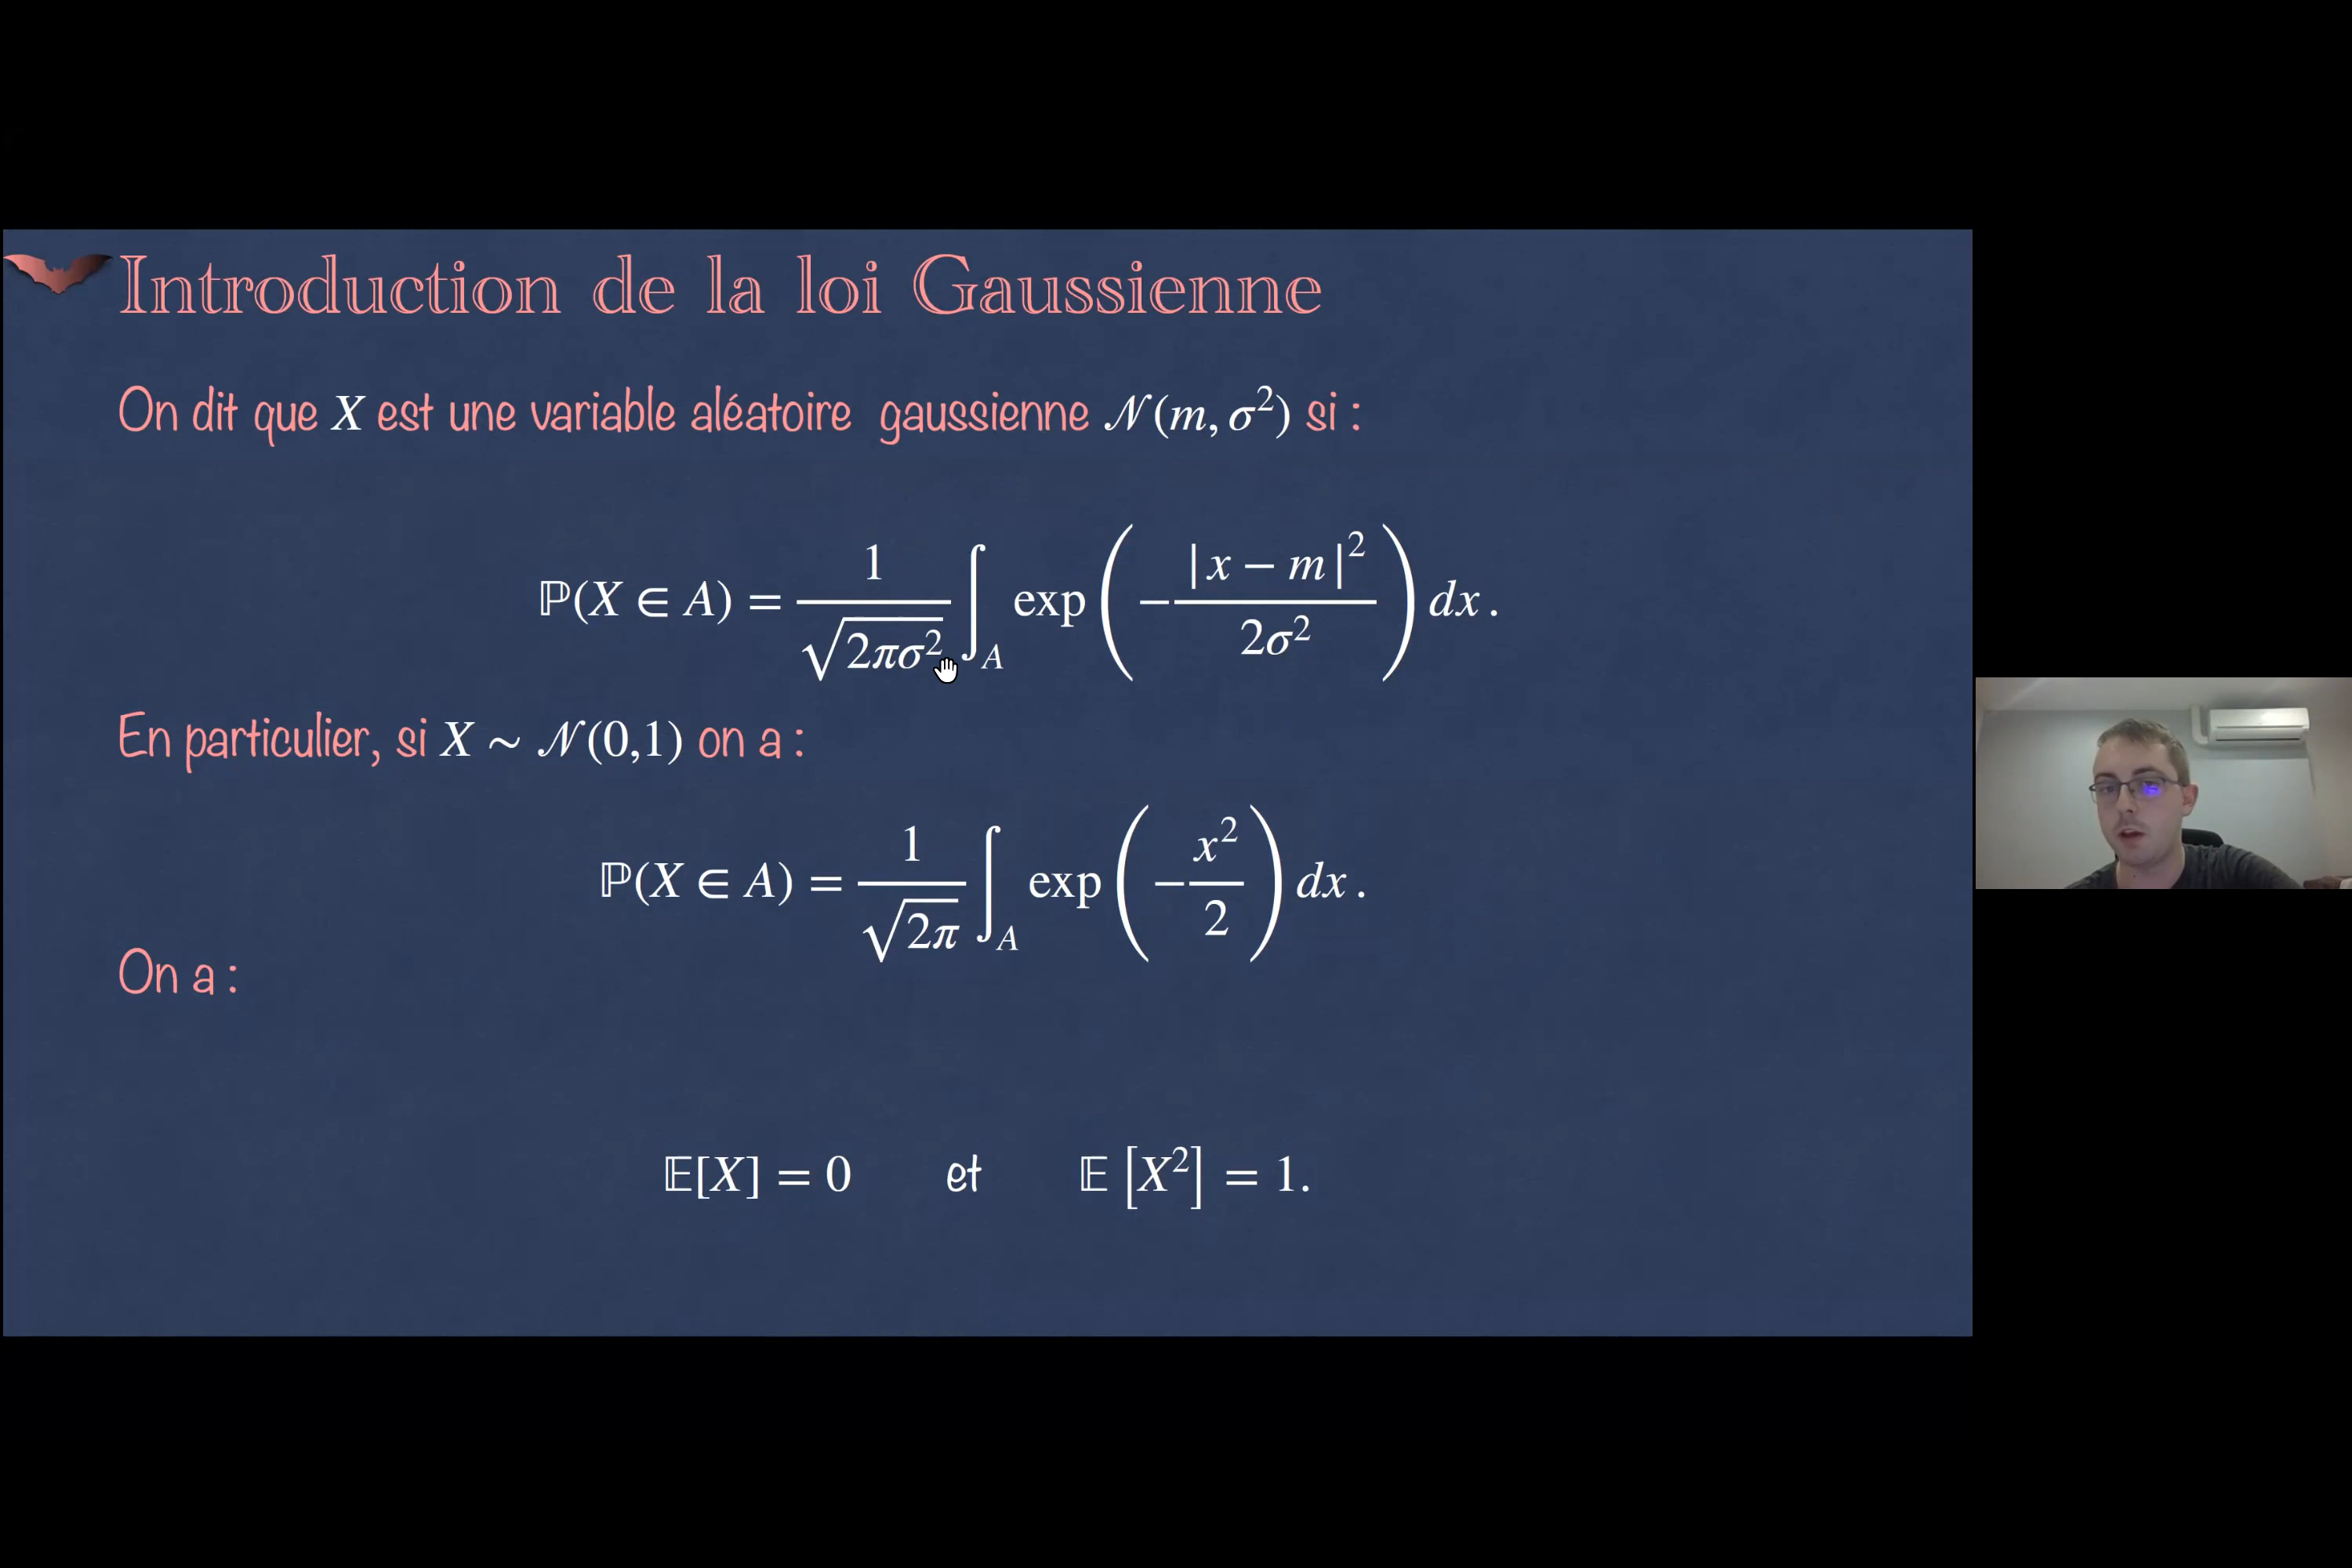 Introduction de la loi Gaussienne
On dit que X est une variable aléatoire gaussienne 𝒩(m, σ²) si :
ℙ(X ∈ A) = 1/√(2πσ²) ∫_A exp(−|x − m|²/(2σ²)) dx .
En particulier, si X ∼ 𝒩(0,1) on a :
ℙ(X ∈ A) = 1/√(2π) ∫_A exp(−x²/2) dx .
On a :
𝔼[X] = 0 et 𝔼[X²] = 1.